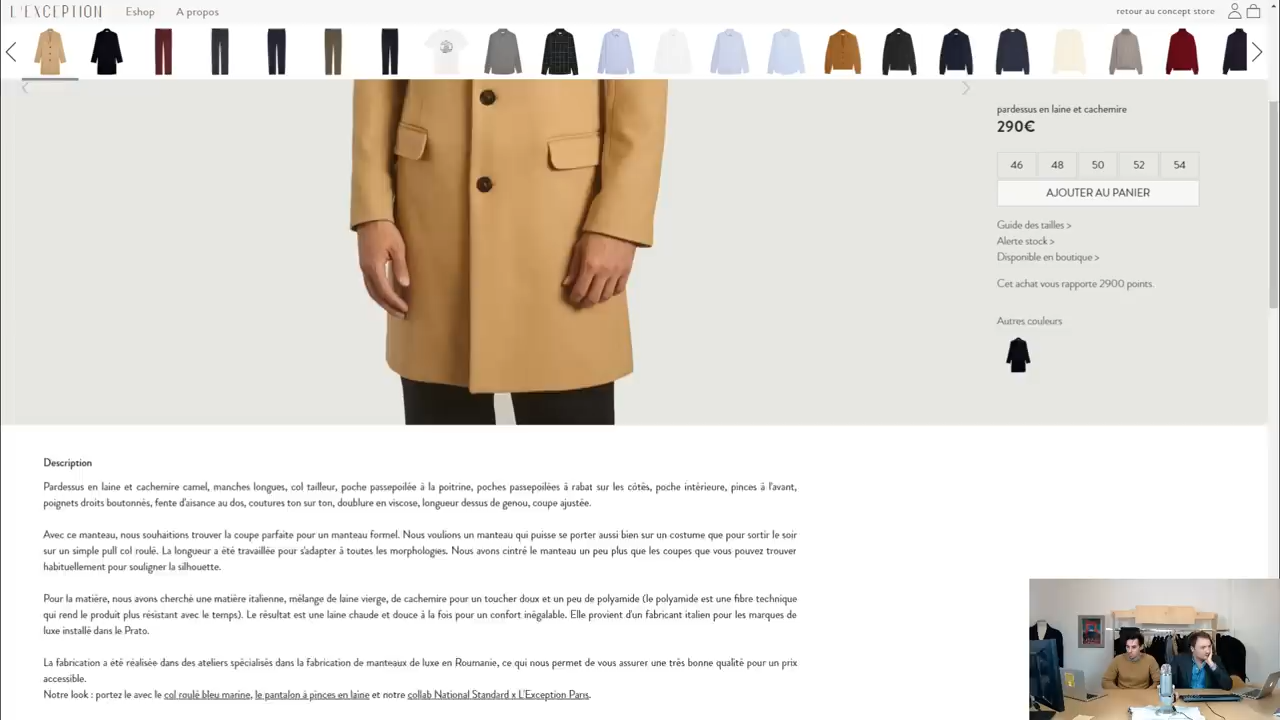 L'EXCEPTION Eshop A propos retour au concept store
pardessus en laine et cachemire
290€
46 48 50 52 54
AJOUTER AU PANIER
Guide des tailles >
Alerte stock >
Disponible en boutique >
Cet achat vous rapporte 2900 points.
Autres couleurs
Description
Pardessus en laine et cachemire camel, manches longues, col tailleur, poche passepoilée à la poitrine, poches passepoilées à rabat sur les côtés, poche intérieure, pinces à l'avant,
poignets droits boutonnés, fente d'aisance au dos, coutures ton sur ton, doublure en viscose, longueur dessus de genou, coupe ajustée.
Avec ce manteau, nous souhaitions trouver la coupe parfaite pour un manteau formel. Nous voulions un manteau qui puisse se porter aussi bien sur un costume que pour sortir le soir
sur un simple pull col roulé. La longueur a été travaillée pour s'adapter à toutes les morphologies. Nous avons cintré le manteau un peu plus que les coupes que vous pouvez trouver
habituellement pour souligner la silhouette.
Pour la matière, nous avons cherché une matière italienne, mélange de laine vierge, de cachemire pour un toucher doux et un peu de polyamide (le polyamide est une fibre technique
qui rend le produit plus résistant avec le temps). Le résultat est une laine chaude et douce à la fois pour un confort inégalable. Elle provient d'un fabricant italien pour les marques de
luxe installé dans le Prato.
La fabrication a été réalisée dans des ateliers spécialisés dans la fabrication de manteaux de luxe en Roumanie, ce qui nous permet de vous assurer une très bonne qualité pour un prix
accessible.
Notre look : portez le avec le col roulé bleu marine, le pantalon à pinces en laine et notre collab National Standard x L'Exception Paris.